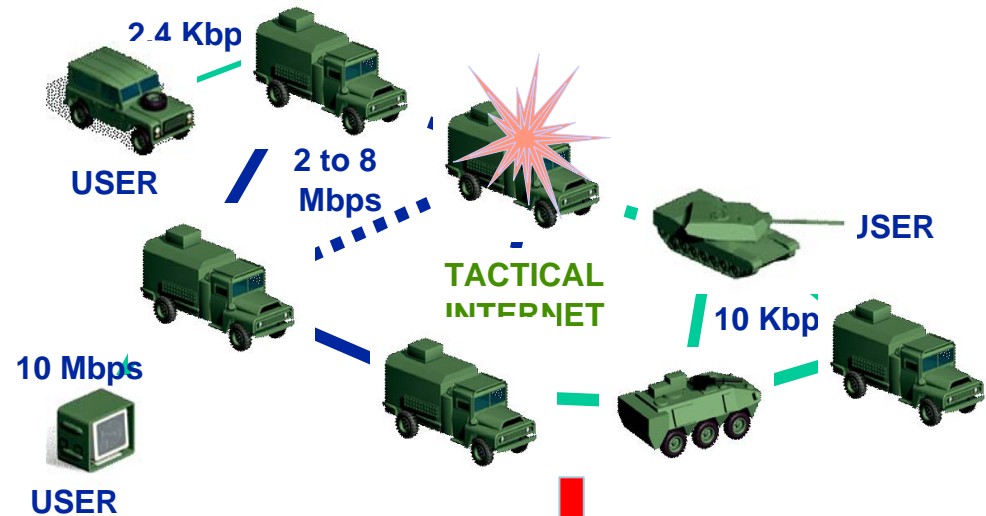 2.4 Kbp
USER
2 to 8
Mbps
JSER
TACTICAL
INTERNET
10 Kbp
10 Mbps
USER